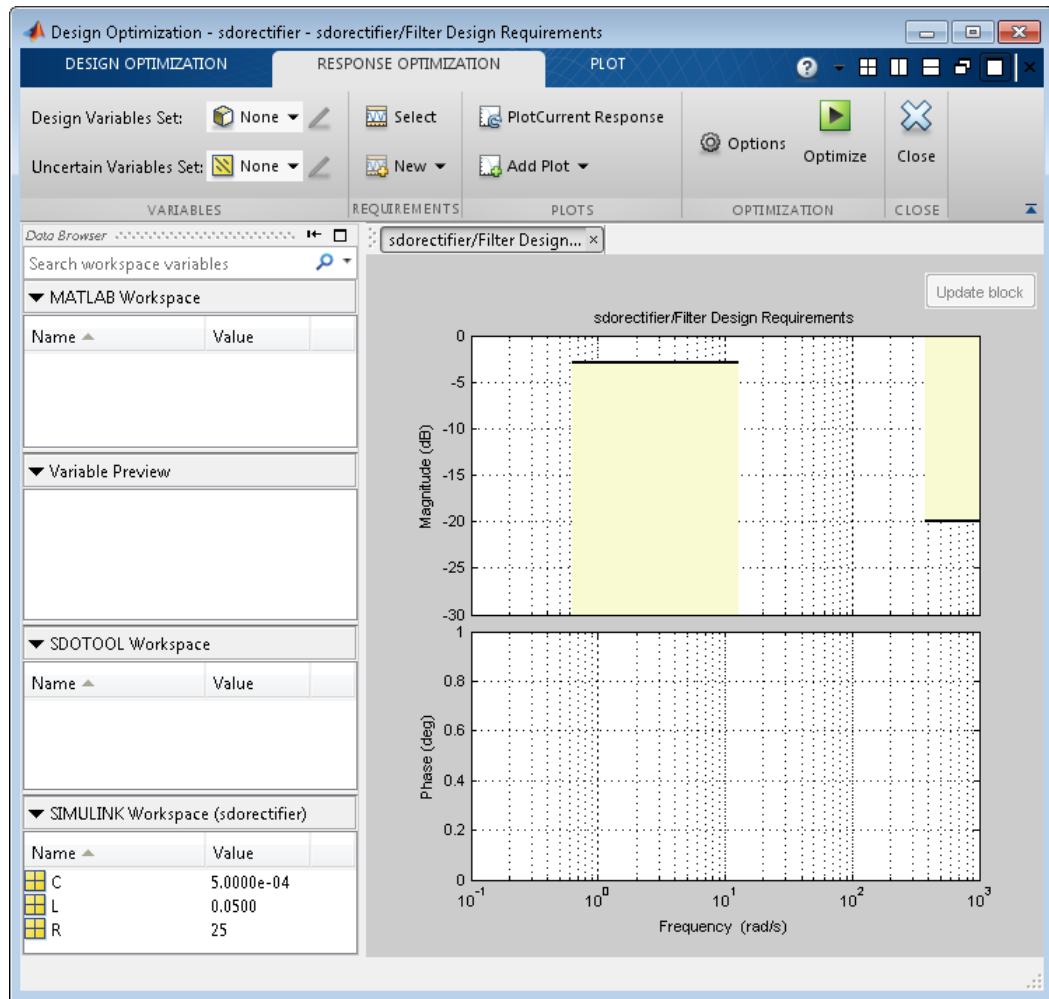 Design Optimization - sdorectifier - sdorectifier/Filter Design Requirements
DESIGN OPTIMIZATION RESPONSE OPTIMIZATION PLOT
Design Variables Set: None Select PlotCurrent Response
Options Optimize Close
Uncertain Variables Set: None New Add Plot
VARIABLES REQUIREMENTS PLOTS OPTIMIZATION CLOSE
Data Browser
sdorectifier/Filter Design... ×
Search workspace variables
Update block
MATLAB Workspace
Name Value
Variable Preview
SDOTOOL Workspace
Name Value
SIMULINK Workspace (sdorectifier)
Name Value
C 5.0000e-04
L 0.0500
R 25
sdorectifier/Filter Design Requirements
Magnitude (dB)
0
-5
-10
-15
-20
-25
-30
Phase (deg)
1
0.8
0.6
0.4
0.2
0
10^-1 10^0 10^1 10^2 10^3
Frequency (rad/s)